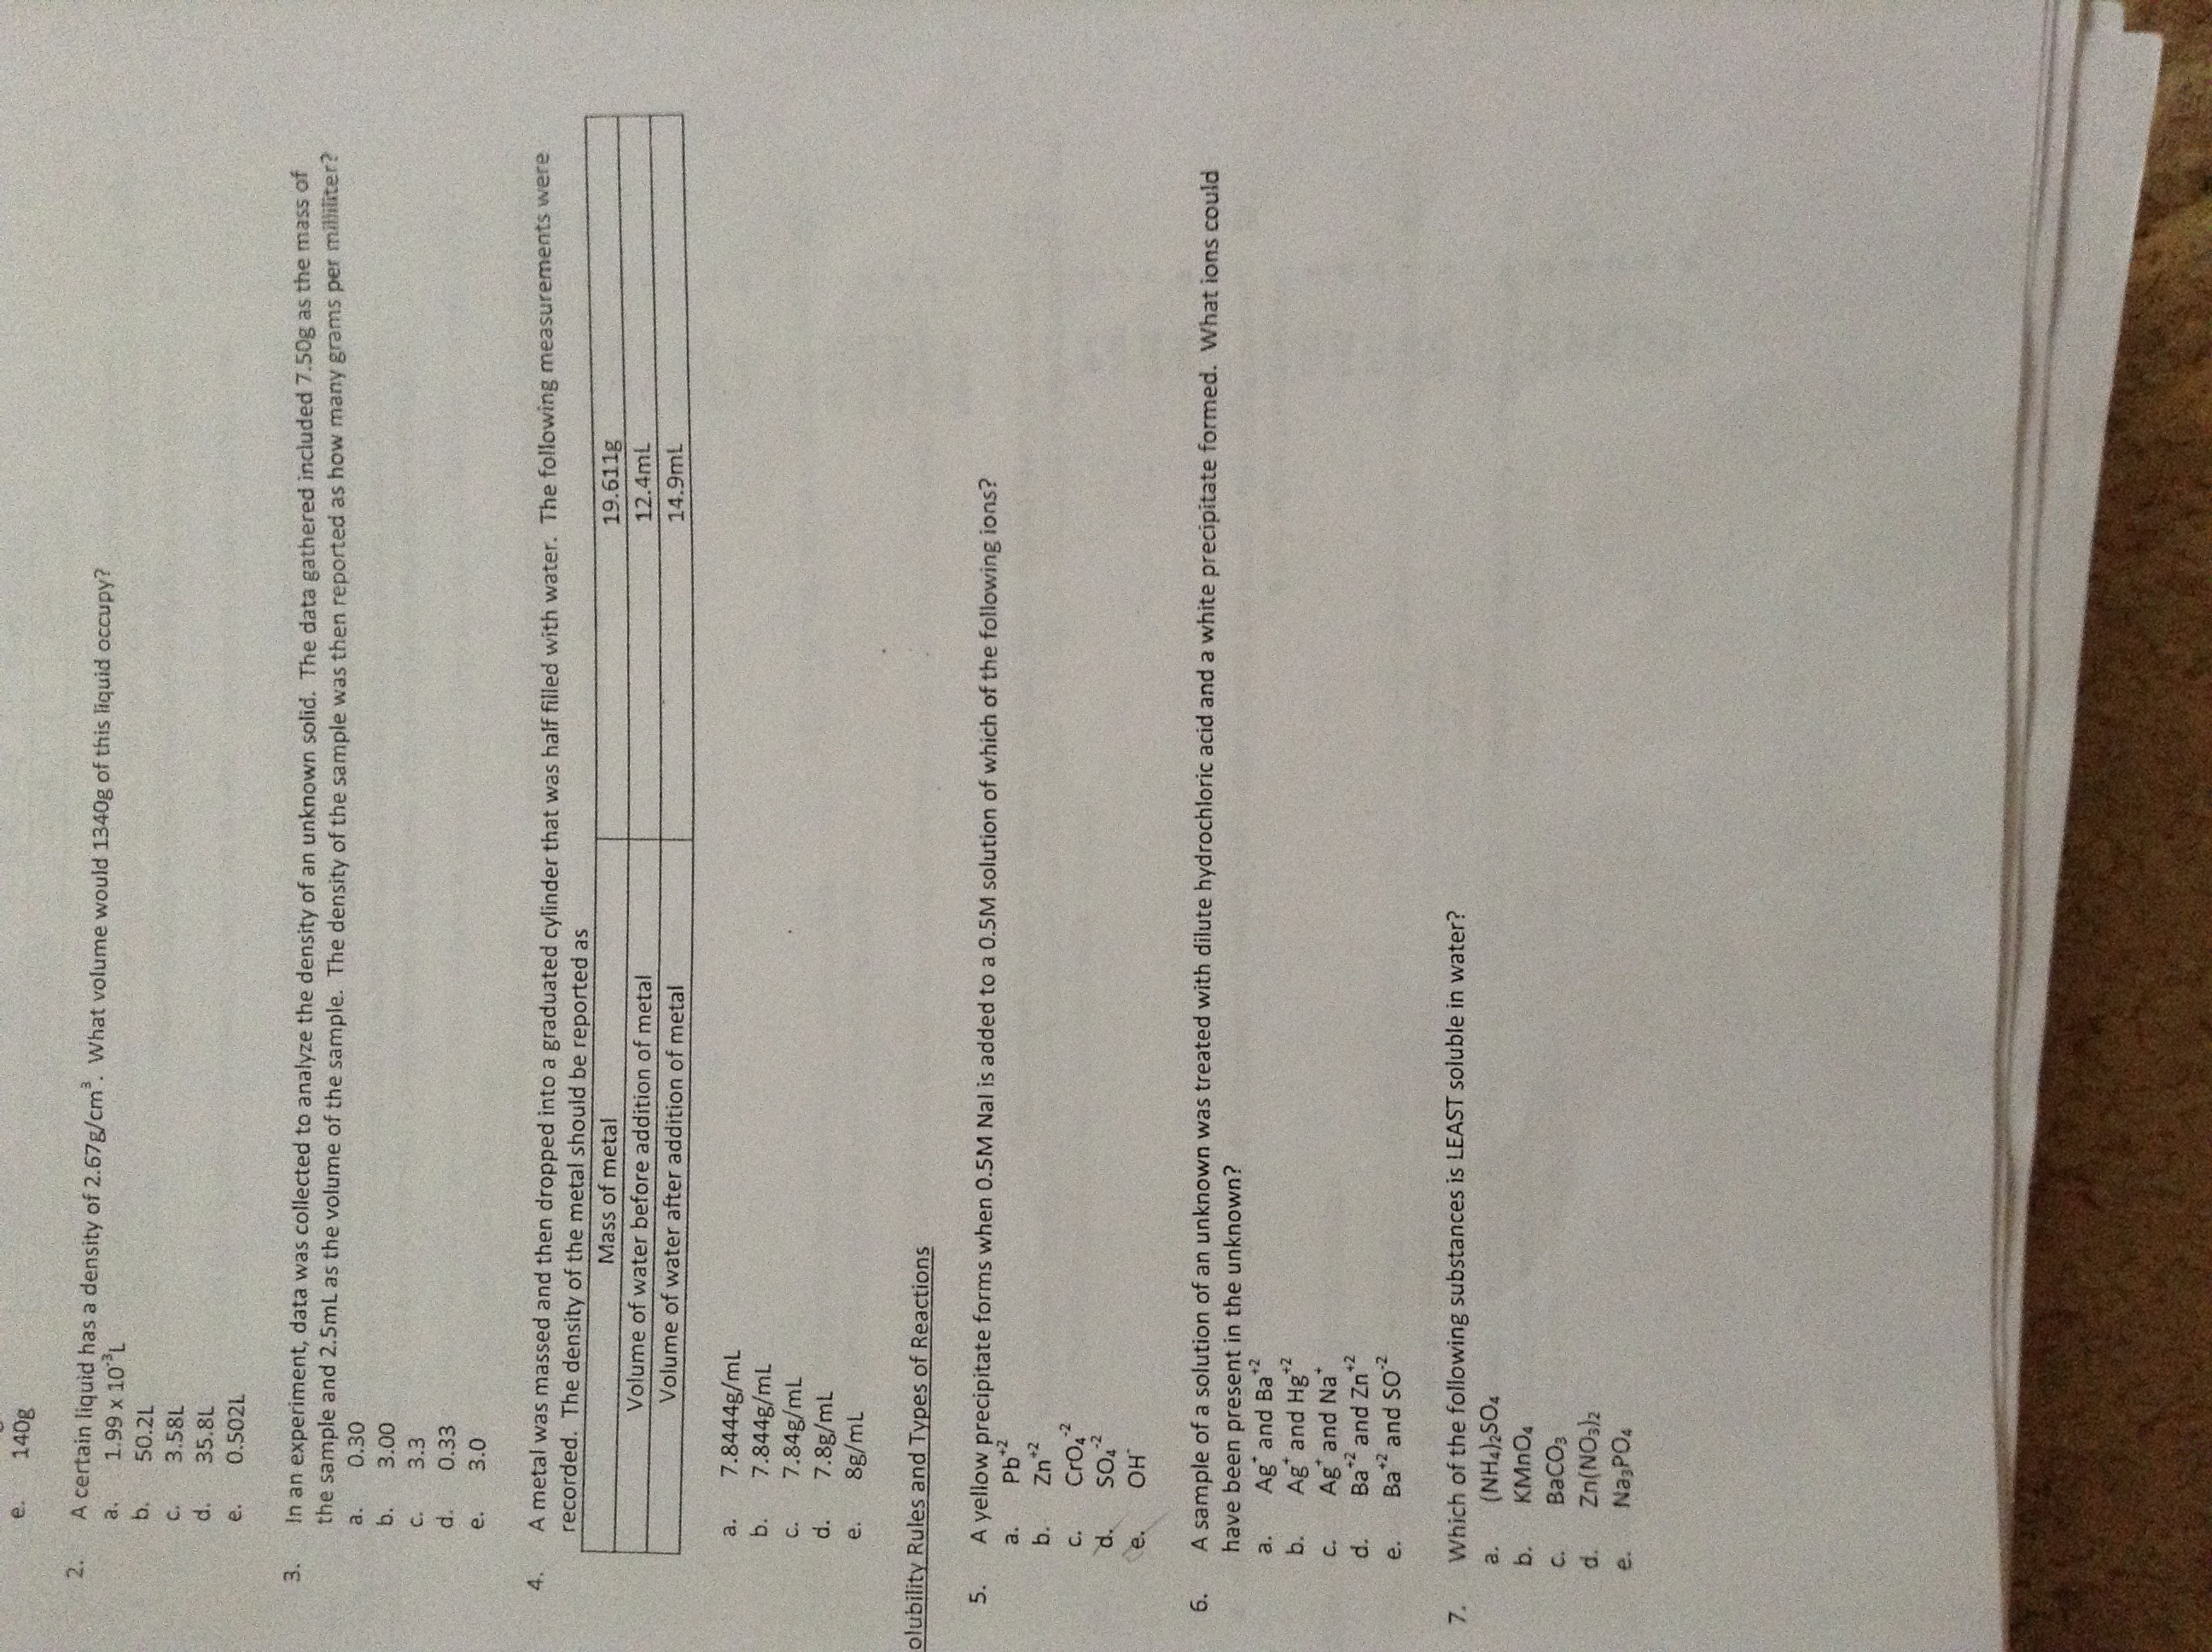 e. 140g
2. A certain liquid has a density of 2.67g/cm³. What volume would 1340g of this liquid occupy?
a. 1.99 x 10⁻³L
b. 50.2L
c. 3.58L
d. 35.8L
e. 0.502L
3. In an experiment, data was collected to analyze the density of an unknown solid. The data gathered included 7.50g as the mass of
the sample and 2.5mL as the volume of the sample. The density of the sample was then reported as how many grams per milliliter?
a. 0.30
b. 3.00
c. 3.3
d. 0.33
e. 3.0
4. A metal was massed and then dropped into a graduated cylinder that was half filled with water. The following measurements were
recorded. The density of the metal should be reported as
Mass of metal 19.611g
Volume of water before addition of metal 12.4mL
Volume of water after addition of metal 14.9mL
a. 7.8444g/mL
b. 7.844g/mL
c. 7.84g/mL
d. 7.8g/mL
e. 8g/mL
olubility Rules and Types of Reactions
5. A yellow precipitate forms when 0.5M NaI is added to a 0.5M solution of which of the following ions?
a. Pb⁺²
b. Zn⁺²
c. CrO₄⁻²
d. SO₄⁻²
e. OH⁻
6. A sample of a solution of an unknown was treated with dilute hydrochloric acid and a white precipitate formed. What ions could
have been present in the unknown?
a. Ag⁺ and Ba⁺²
b. Ag⁺ and Hg⁺²
c. Ag⁺ and Na⁺
d. Ba⁺² and Zn⁺²
e. Ba⁺² and SO⁻²
7. Which of the following substances is LEAST soluble in water?
a. (NH₄)₂SO₄
b. KMnO₄
c. BaCO₃
d. Zn(NO₃)₂
e. Na₃PO₄